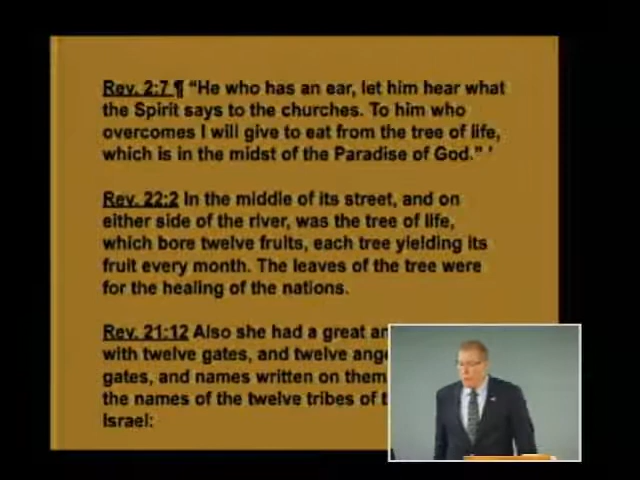 Rev. 2:7 ¶ “He who has an ear, let him hear what
the Spirit says to the churches. To him who
overcomes I will give to eat from the tree of life,
which is in the midst of the Paradise of God.” ’
Rev. 22:2 In the middle of its street, and on
either side of the river, was the tree of life,
which bore twelve fruits, each tree yielding its
fruit every month. The leaves of the tree were
for the healing of the nations.
Rev. 21:12 Also she had a great
with twelve gates, and twelve
gates, and names written on them
the names of the twelve tribes of
Israel: